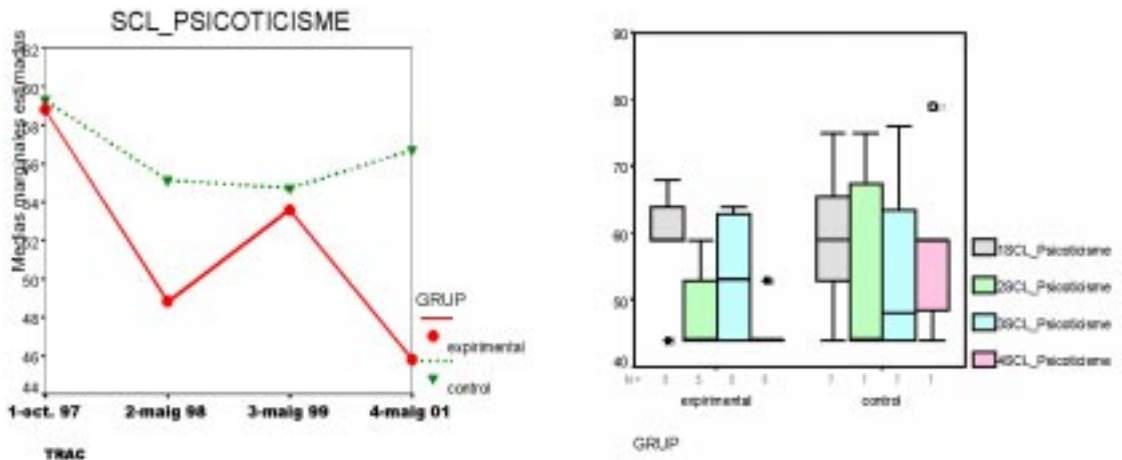 SCL_PSICOTICISME
Medias marginales estimadas
62
60
58
56
54
52
50
48
46
44
1-oct. 97
2-maig 98
3-maig 99
4-maig 01
TRAC
GRUP
expirimental
control
90
80
70
60
50
40
N =
expirimental
control
GRUP
1SCL_Psicoticisme
2SCL_Psicoticisme
3SCL_Psicoticisme
4SCL_Psicoticisme